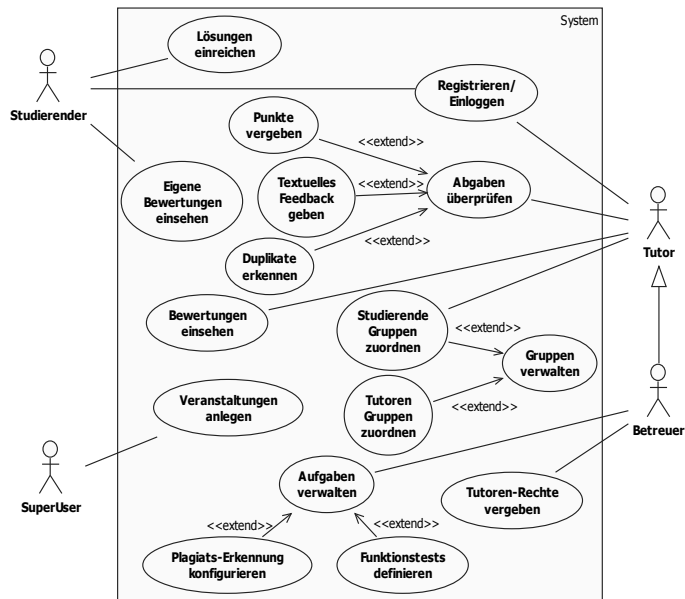 System
Lösungen
einreichen
Studierender
Registrieren/
Einloggen
Punkte
vergeben
<<extend>>
Eigene
Bewertungen
einsehen
Textuelles
Feedback
geben
<<extend>>
Abgaben
überprüfen
<<extend>>
Duplikate
erkennen
Tutor
Bewertungen
einsehen
Studierende
Gruppen
zuordnen
<<extend>>
Gruppen
verwalten
Veranstaltungen
anlegen
Tutoren
Gruppen
zuordnen
<<extend>>
Betreuer
SuperUser
Aufgaben
verwalten
Tutoren-Rechte
vergeben
<<extend>>
<<extend>>
Plagiats-Erkennung
konfigurieren
Funktionstests
definieren